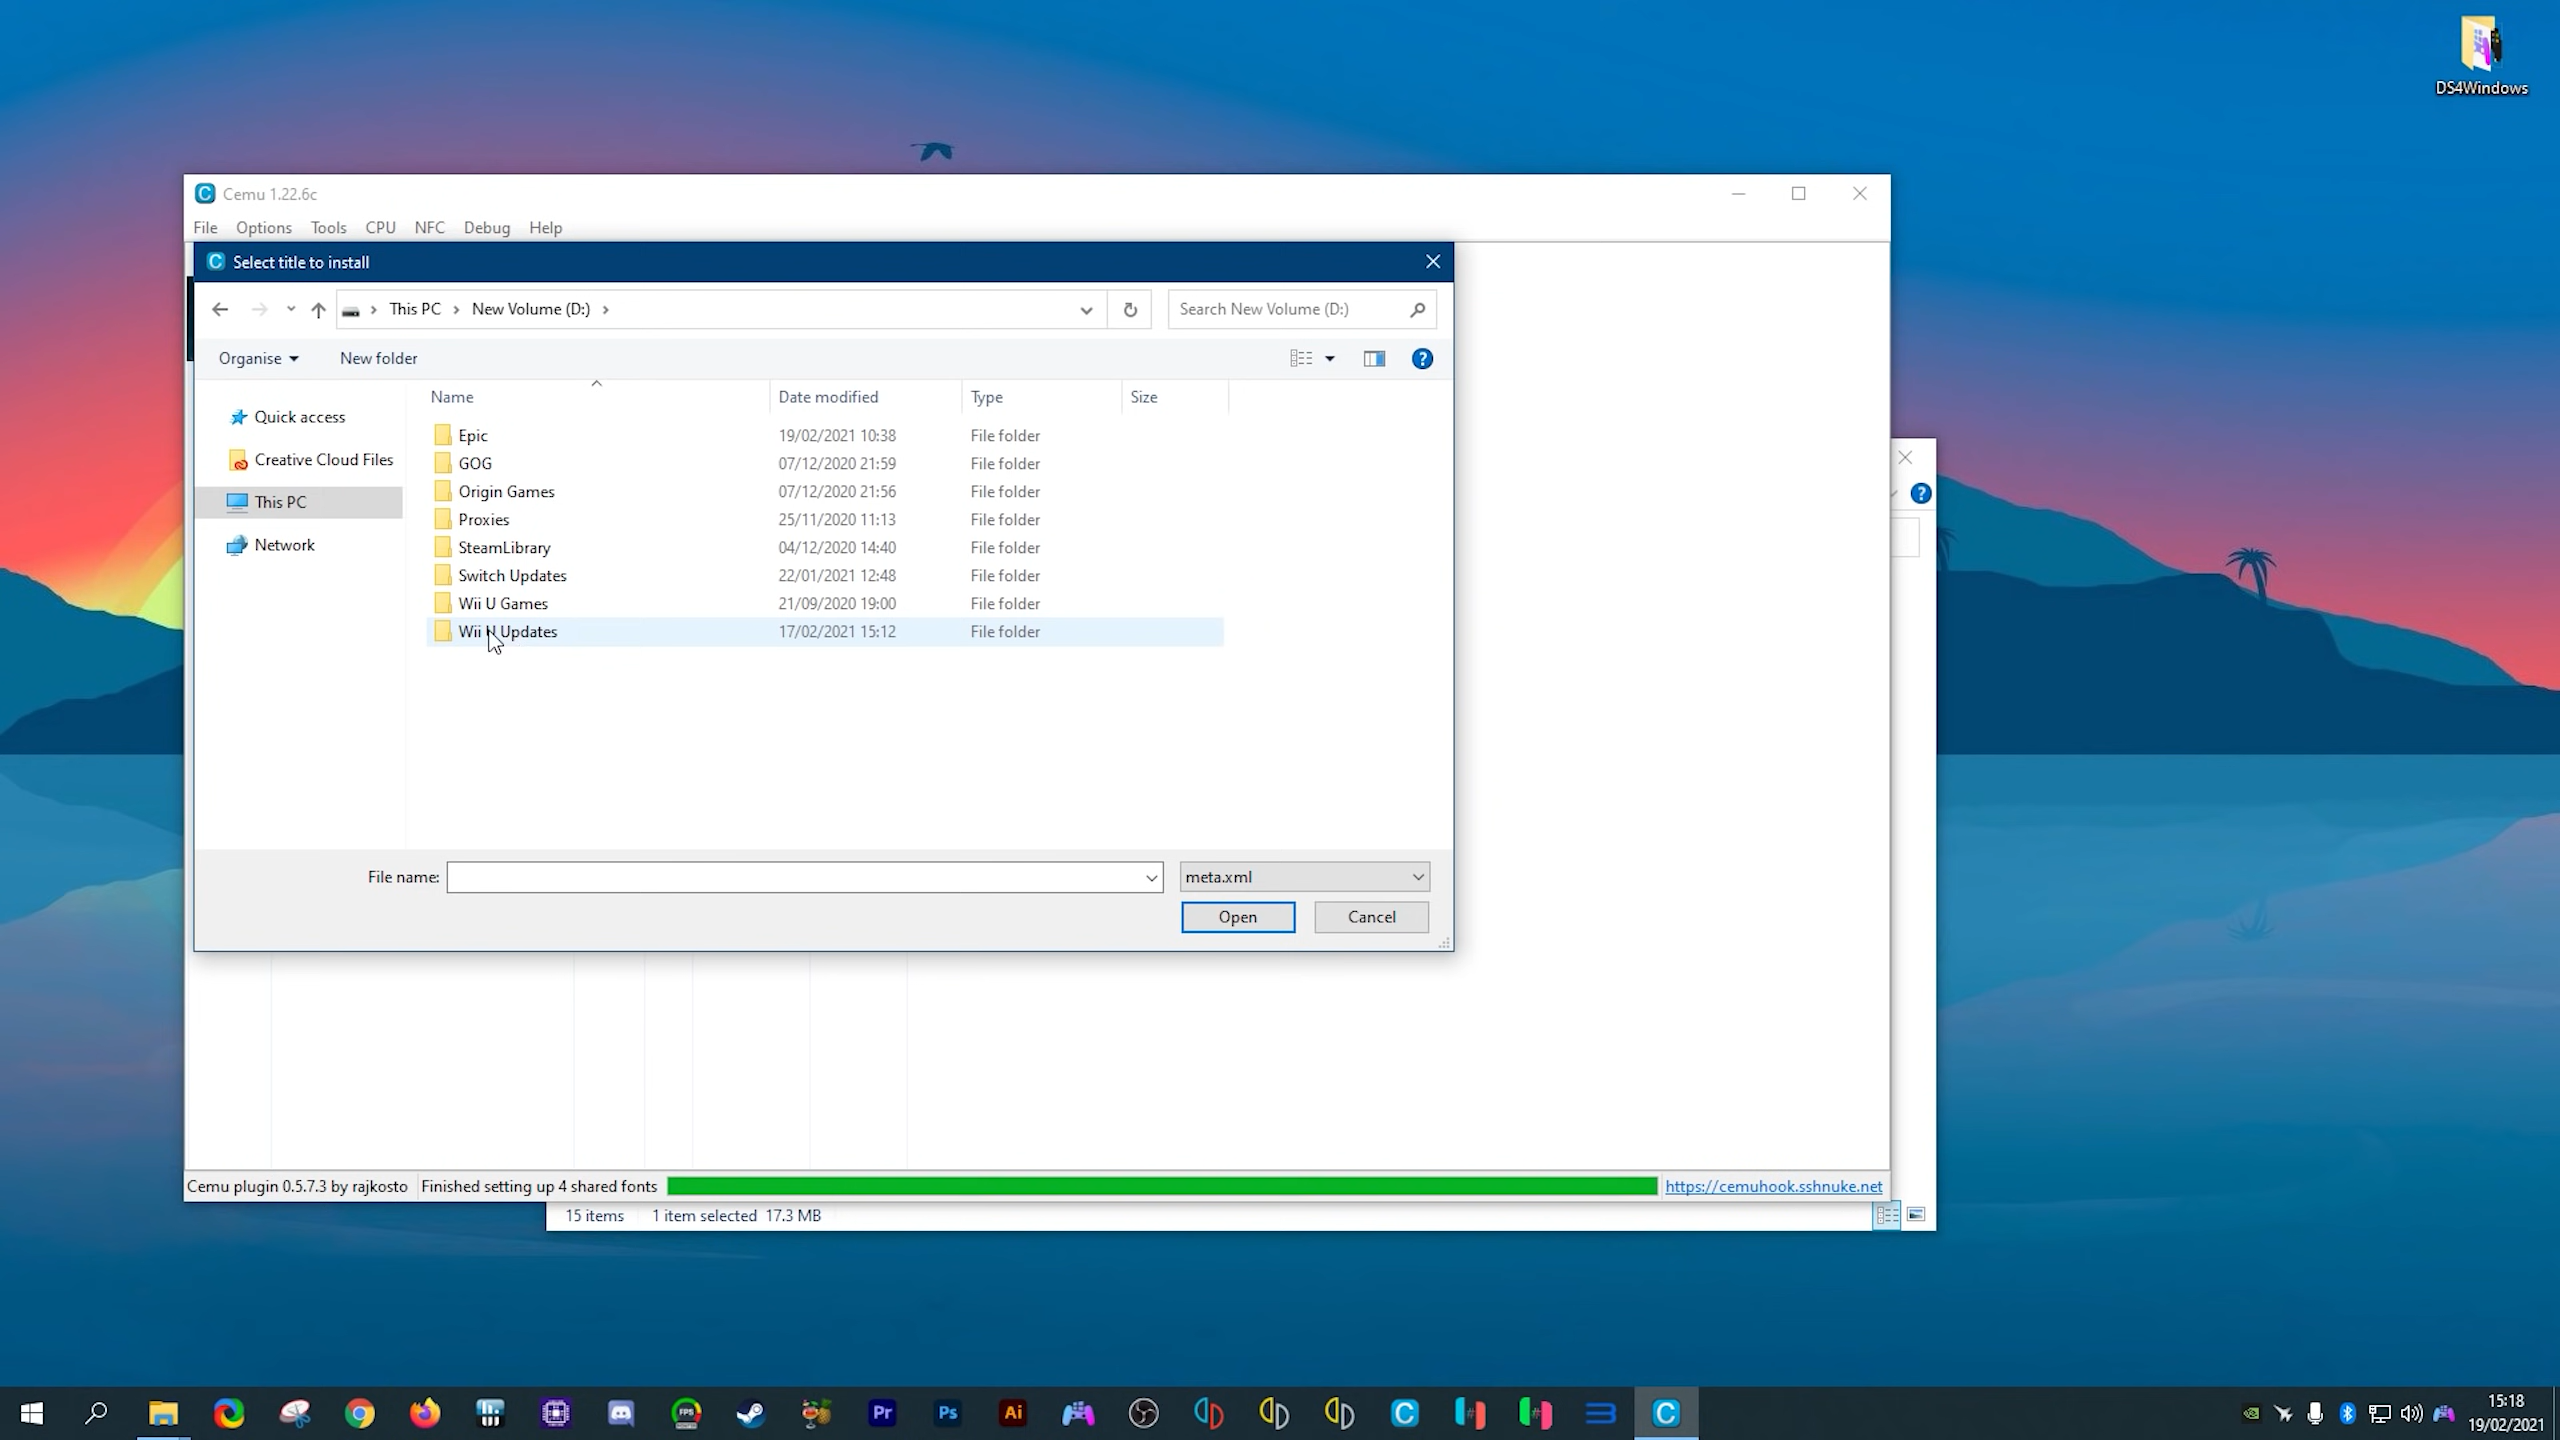 DS4Windows
Cemu 1.22.6c
File Options Tools CPU NFC Debug Help
Select title to install
This PC New Volume (D:)
Search New Volume (D:)
Organise New folder
Name Date modified Type Size
Quick access
Creative Cloud Files
This PC
Network
Epic 19/02/2021 10:38 File folder
GOG 07/12/2020 21:59 File folder
Origin Games 07/12/2020 21:56 File folder
Proxies 25/11/2020 11:13 File folder
SteamLibrary 04/12/2020 14:40 File folder
Switch Updates 22/01/2021 12:48 File folder
Wii U Games 21/09/2020 19:00 File folder
Wii U Updates 17/02/2021 15:12 File folder
File name:
meta.xml
Open Cancel
Cemu plugin 0.5.7.3 by rajkosto Finished setting up 4 shared fonts https://cemuhook.sshnuke.net
15 items 1 item selected 17.3 MB
FPS
Pr
Ps
Ai
15:18
19/02/2021